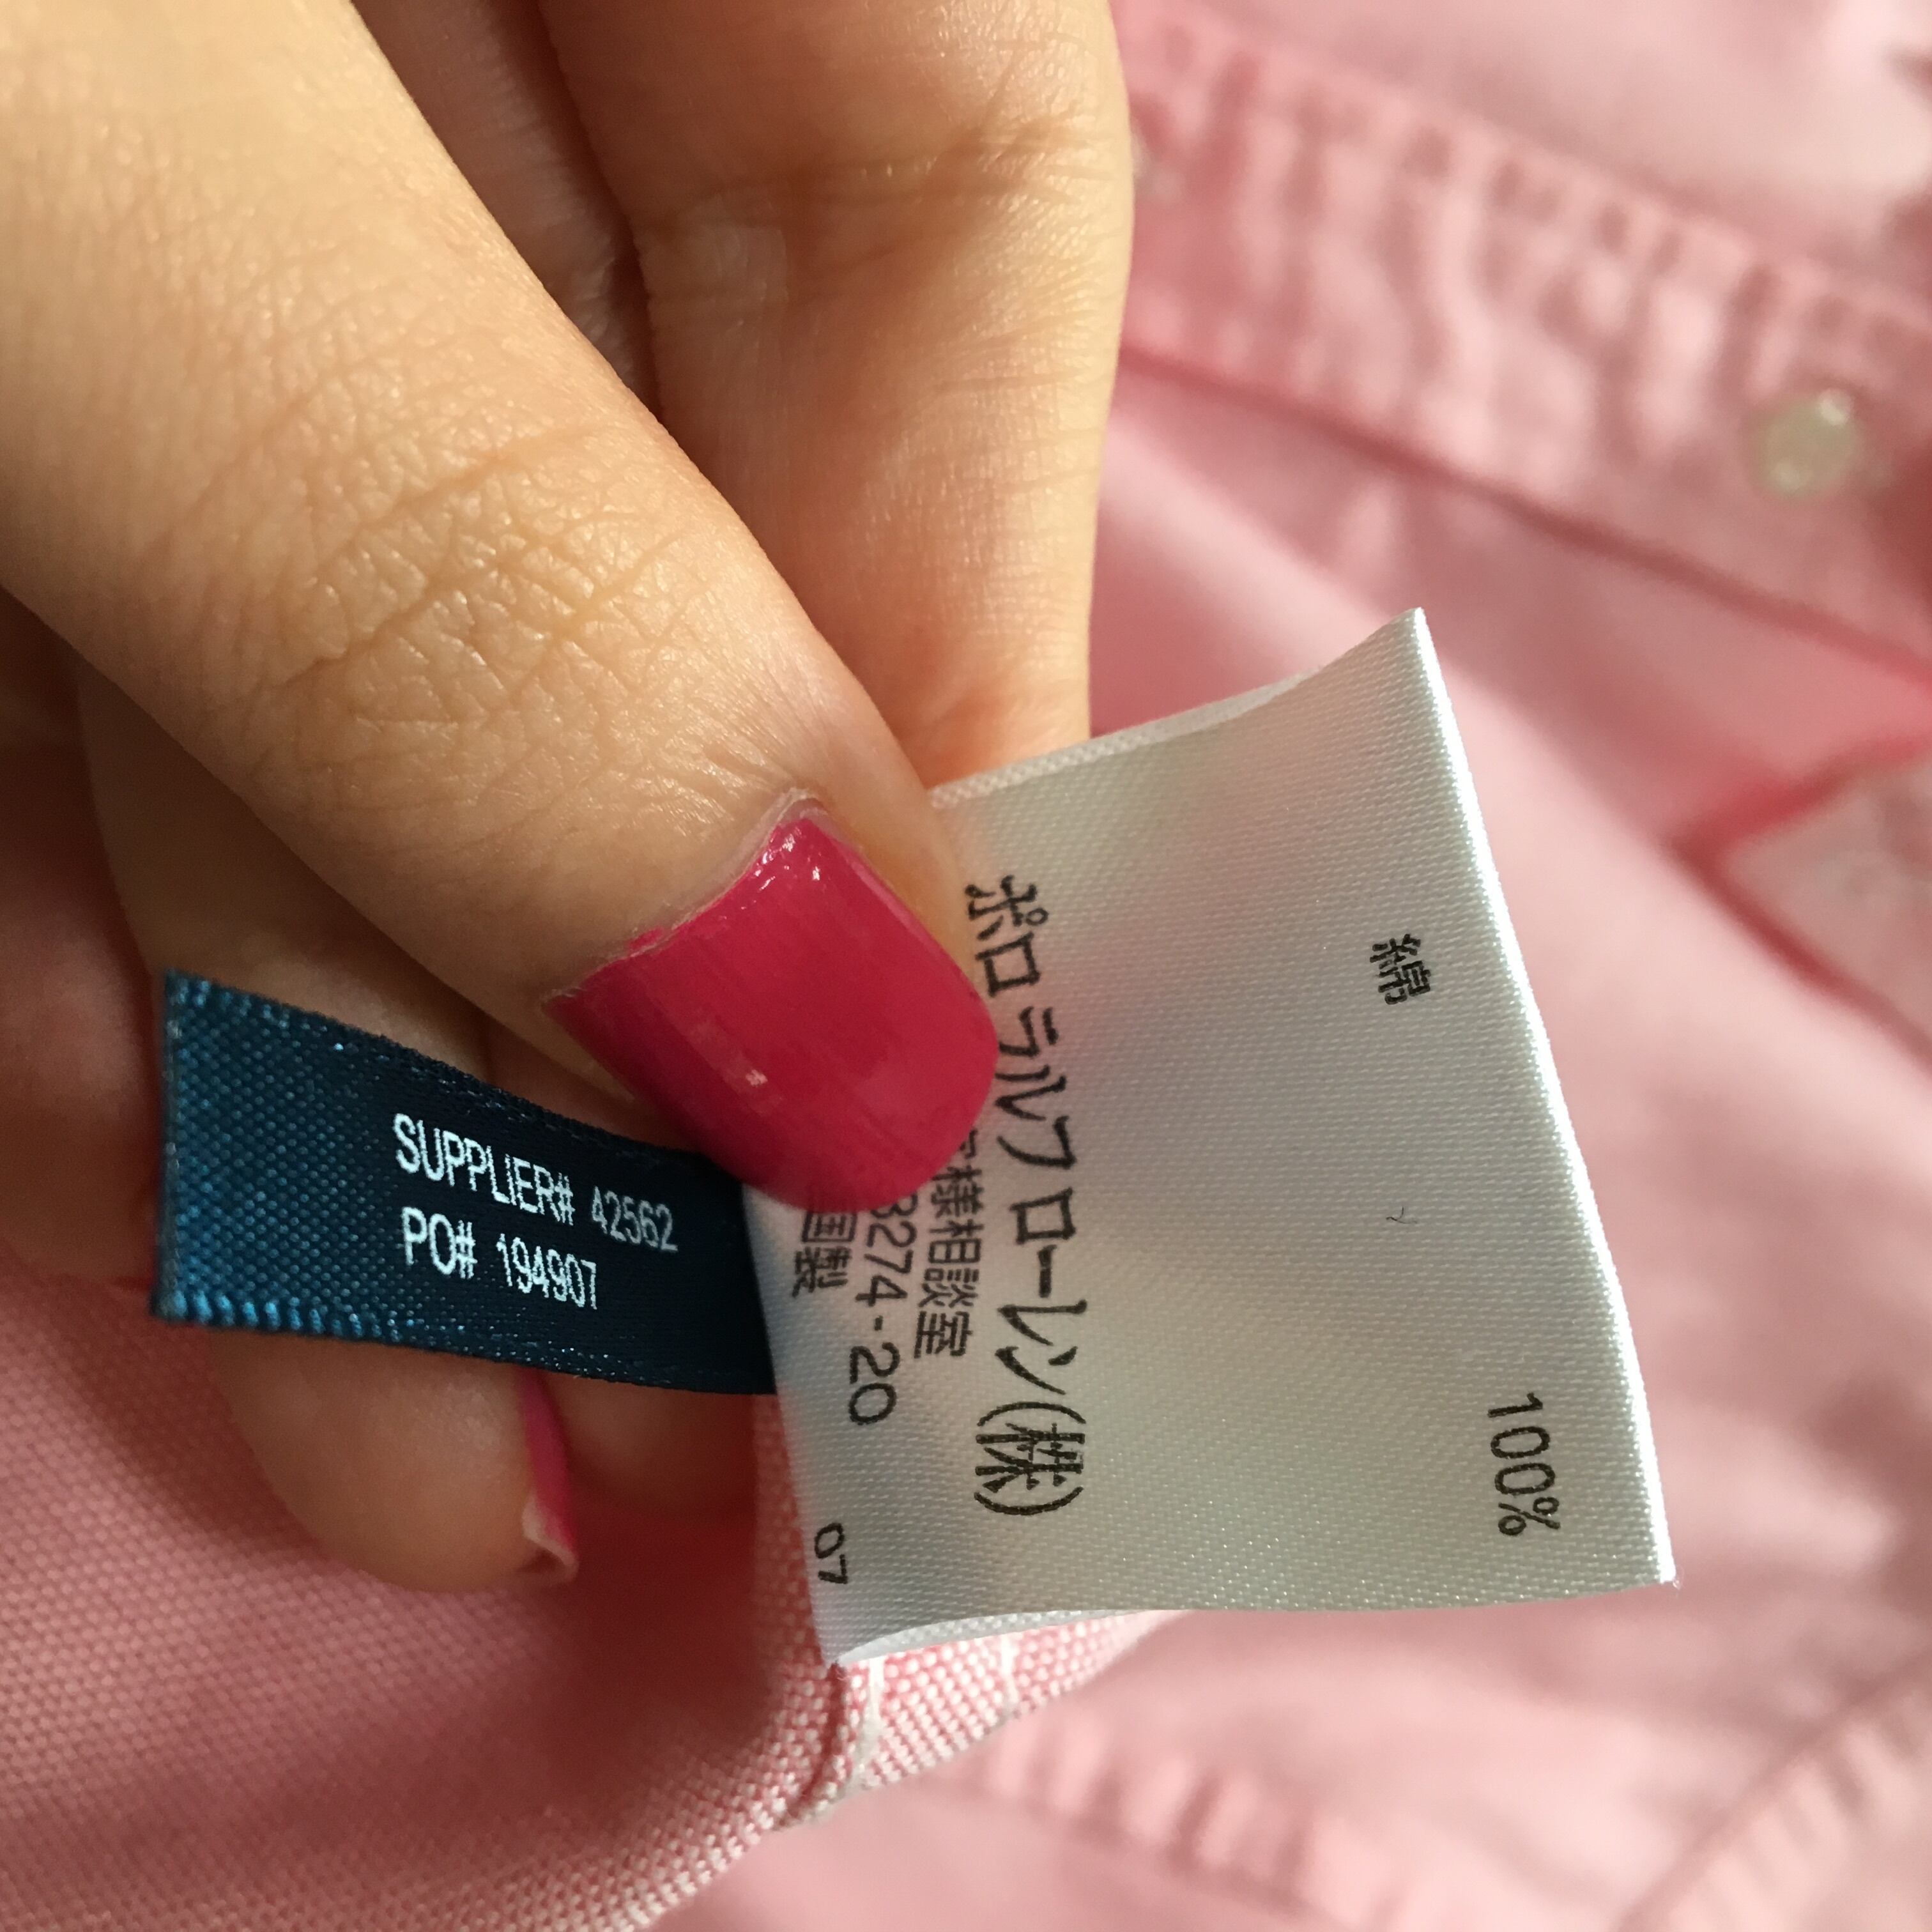 SUPPLIER# 42562
PO# 194907
綿 100%
ポロ ラルフ ローレン(株)
様相談室
3274-20
国製
07